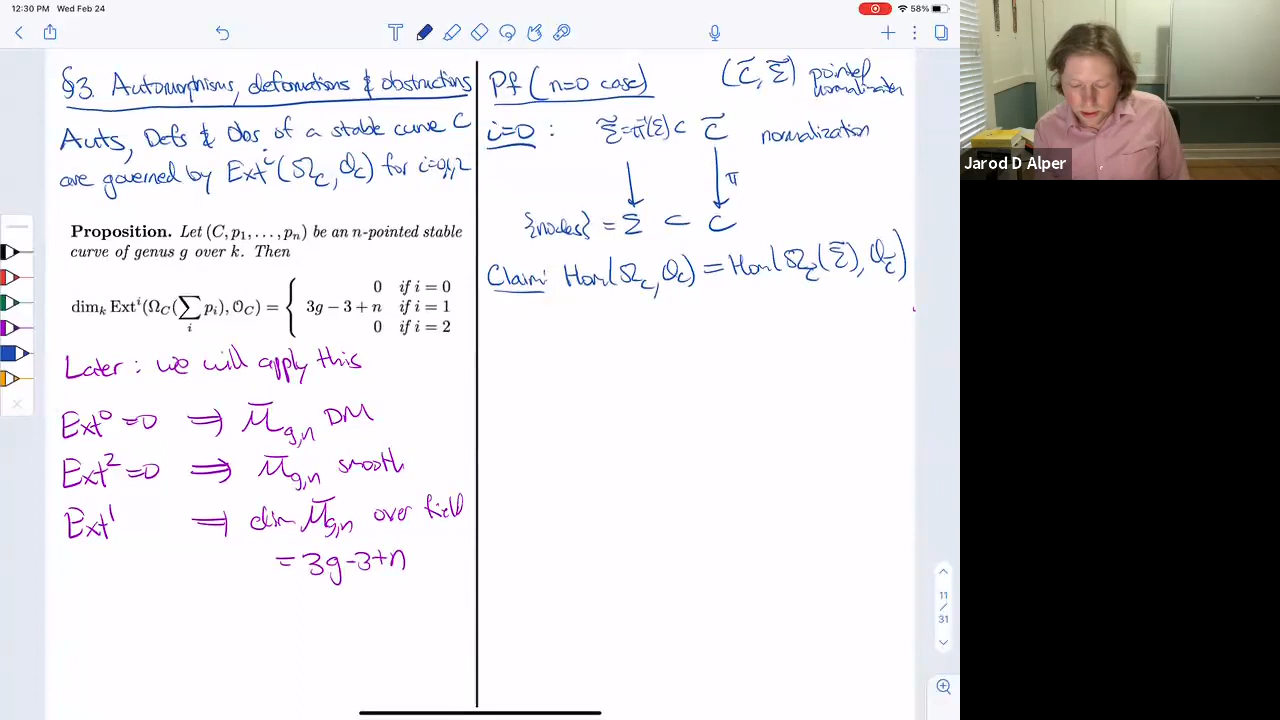 12:30 PM Wed Feb 24
58%
§3. Automorphisms, deformations & obstructions
Auts, Defs & Obs of a stable curve C
are governed by Ext^i(Ω_C, O_C) for i=0,1,2
Proposition. Let (C, p_1, . . . , p_n) be an n-pointed stable
curve of genus g over k. Then
dim_k Ext^i(Ω_C(∑_i p_i), O_C) = {
0 if i = 0
3g − 3 + n if i = 1
0 if i = 2
Later: we will apply this
Ext^0 = 0 ⟹ M̄_{g,n} DM
Ext^2 = 0 ⟹ M̄_{g,n} smooth
Ext^1 ⟹ dim M̄_{g,n} over field
= 3g-3+n
Pf (n=0 case)
(C̃, Σ̃) pointed
normalization
i=0: Σ̃ = π^{-1}(Σ) ⊂ C̃ normalization
π
{nodes} = Σ ⊂ C
Claim: Hom(Ω_C, O_C) = Hom(Ω_C̃(Σ̃), O_C̃)
11
/
31
Jarod D Alper